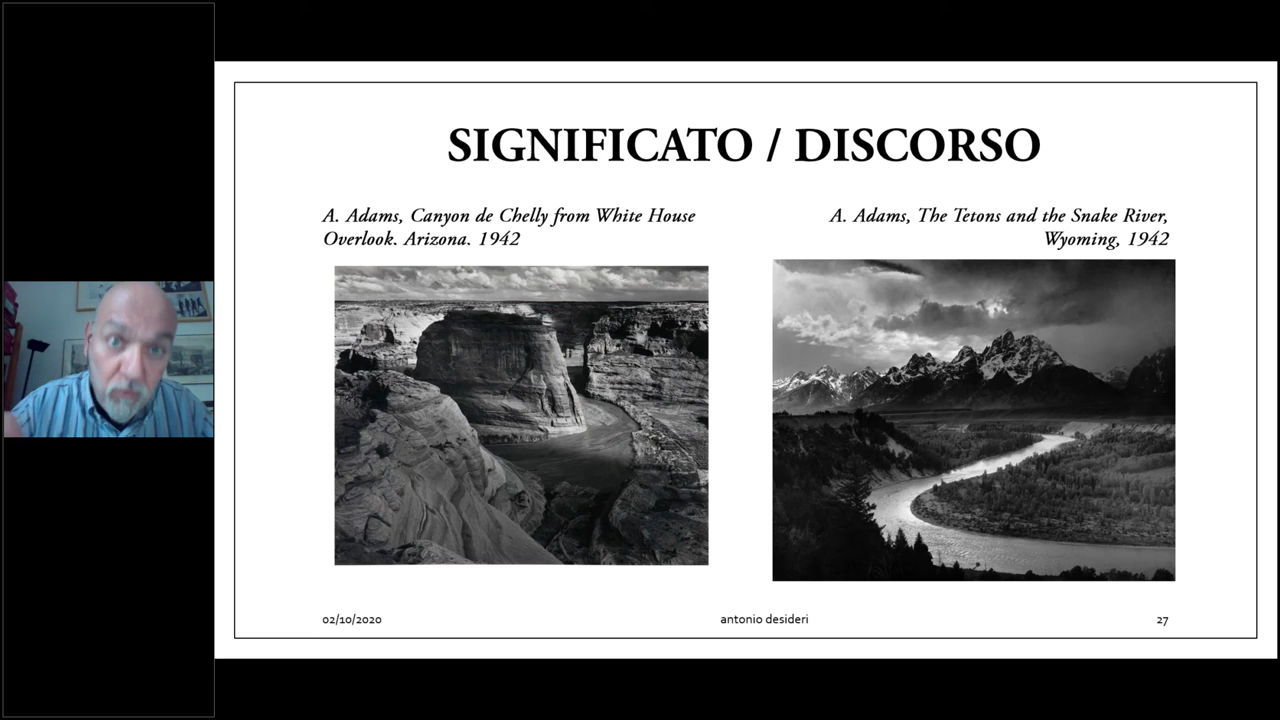 SIGNIFICATO / DISCORSO
A. Adams, Canyon de Chelly from White House
Overlook. Arizona. 1942
A. Adams, The Tetons and the Snake River,
Wyoming, 1942
02/10/2020
antonio desideri
27